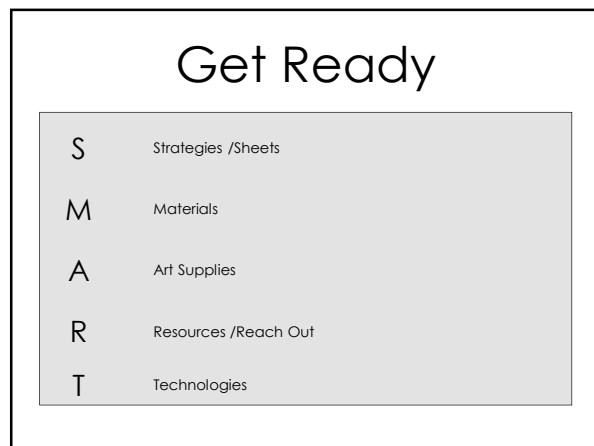 Get Ready
S Strategies /Sheets
M Materials
A Art Supplies
R Resources /Reach Out
T Technologies